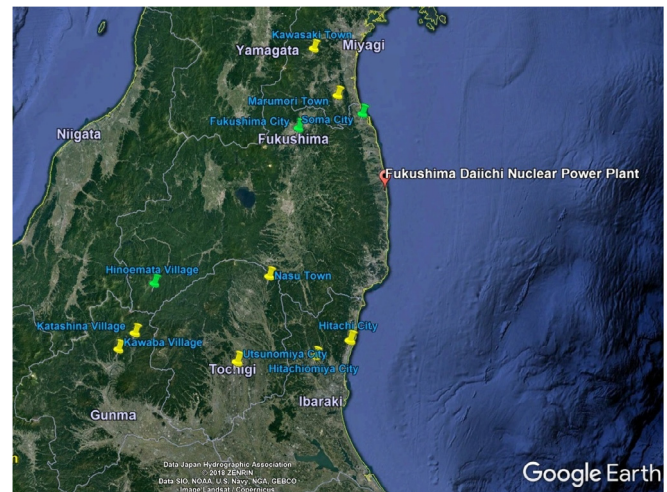 Kawasaki Town
Yamagata
Miyagi
Marumori Town
Fukushima City
Soma City
Niigata
Fukushima
Fukushima Daiichi Nuclear Power Plant
Hinoemata Village
Nasu Town
Katashina Village
Hitachi City
Kawaba Village
Utsunomiya City
Tochigi
Hitachiomiya City
Ibaraki
Gunma
n
Data Japan Hydrographic Association
© 2018 ZENRIN
Data SIO, NOAA, U.S. Navy, NGA, GEBCO
Image Landsat / Copernicus
Google Earth